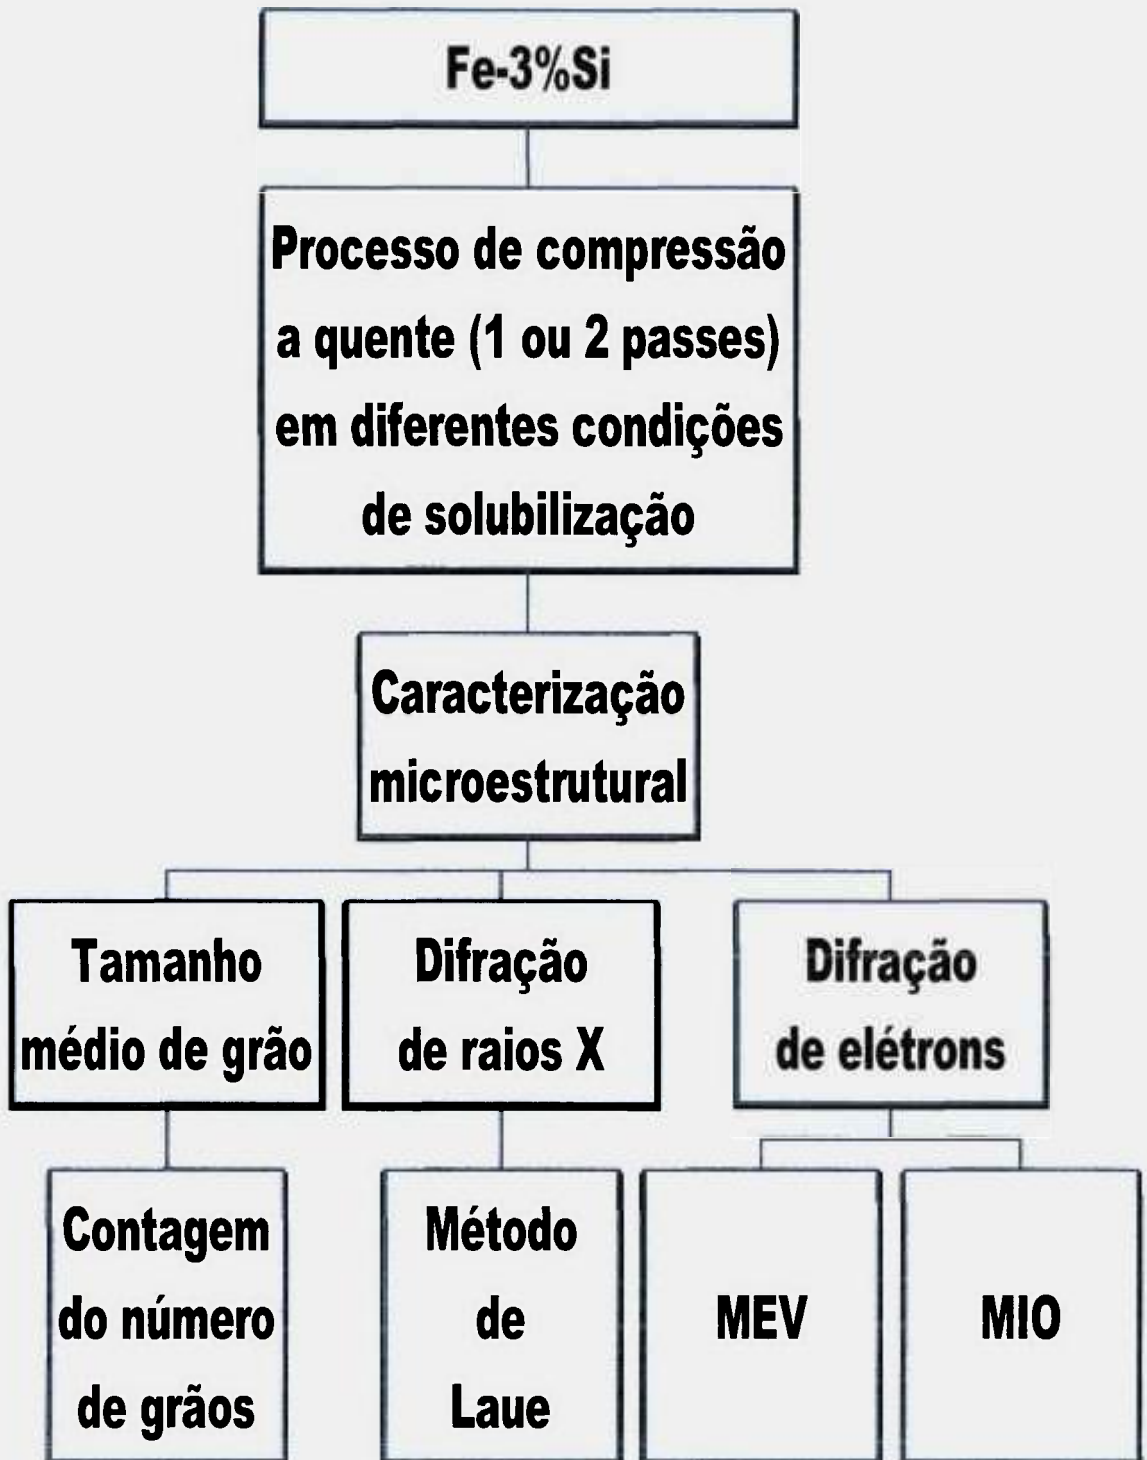 Fe-3%Si
Processo de compressão
a quente (1 ou 2 passes)
em diferentes condições
de solubilização
Caracterização
microestrutural
Tamanho
médio de grão
Difração
de raios X
Difração
de elétrons
Contagem
do número
de grãos
Método
de
Laue
MEV
MIO